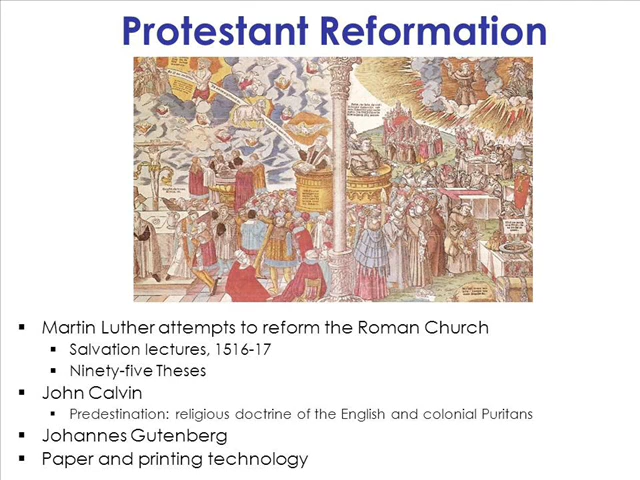 Protestant Reformation
Martin Luther attempts to reform the Roman Church
Salvation lectures, 1516-17
Ninety-five Theses
John Calvin
Predestination: religious doctrine of the English and colonial Puritans
Johannes Gutenberg
Paper and printing technology